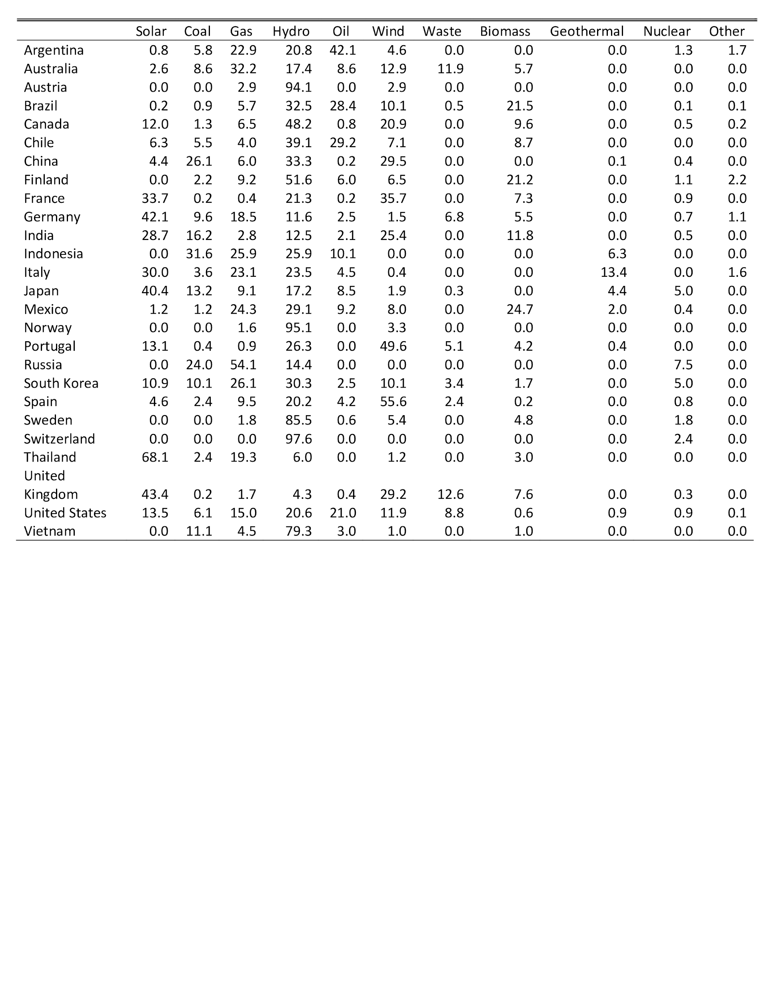 Solar Coal Gas Hydro Oil Wind Waste Biomass Geothermal Nuclear Other
Argentina 0.8 5.8 22.9 20.8 42.1 4.6 0.0 0.0 0.0 1.3 1.7
Australia 2.6 8.6 32.2 17.4 8.6 12.9 11.9 5.7 0.0 0.0 0.0
Austria 0.0 0.0 2.9 94.1 0.0 2.9 0.0 0.0 0.0 0.0 0.0
Brazil 0.2 0.9 5.7 32.5 28.4 10.1 0.5 21.5 0.0 0.1 0.1
Canada 12.0 1.3 6.5 48.2 0.8 20.9 0.0 9.6 0.0 0.5 0.2
Chile 6.3 5.5 4.0 39.1 29.2 7.1 0.0 8.7 0.0 0.0 0.0
China 4.4 26.1 6.0 33.3 0.2 29.5 0.0 0.0 0.1 0.4 0.0
Finland 0.0 2.2 9.2 51.6 6.0 6.5 0.0 21.2 0.0 1.1 2.2
France 33.7 0.2 0.4 21.3 0.2 35.7 0.0 7.3 0.0 0.9 0.0
Germany 42.1 9.6 18.5 11.6 2.5 1.5 6.8 5.5 0.0 0.7 1.1
India 28.7 16.2 2.8 12.5 2.1 25.4 0.0 11.8 0.0 0.5 0.0
Indonesia 0.0 31.6 25.9 25.9 10.1 0.0 0.0 0.0 6.3 0.0 0.0
Italy 30.0 3.6 23.1 23.5 4.5 0.4 0.0 0.0 13.4 0.0 1.6
Japan 40.4 13.2 9.1 17.2 8.5 1.9 0.3 0.0 4.4 5.0 0.0
Mexico 1.2 1.2 24.3 29.1 9.2 8.0 0.0 24.7 2.0 0.4 0.0
Norway 0.0 0.0 1.6 95.1 0.0 3.3 0.0 0.0 0.0 0.0 0.0
Portugal 13.1 0.4 0.9 26.3 0.0 49.6 5.1 4.2 0.4 0.0 0.0
Russia 0.0 24.0 54.1 14.4 0.0 0.0 0.0 0.0 0.0 7.5 0.0
South Korea 10.9 10.1 26.1 30.3 2.5 10.1 3.4 1.7 0.0 5.0 0.0
Spain 4.6 2.4 9.5 20.2 4.2 55.6 2.4 0.2 0.0 0.8 0.0
Sweden 0.0 0.0 1.8 85.5 0.6 5.4 0.0 4.8 0.0 1.8 0.0
Switzerland 0.0 0.0 0.0 97.6 0.0 0.0 0.0 0.0 0.0 2.4 0.0
Thailand 68.1 2.4 19.3 6.0 0.0 1.2 0.0 3.0 0.0 0.0 0.0
United
Kingdom 43.4 0.2 1.7 4.3 0.4 29.2 12.6 7.6 0.0 0.3 0.0
United States 13.5 6.1 15.0 20.6 21.0 11.9 8.8 0.6 0.9 0.9 0.1
Vietnam 0.0 11.1 4.5 79.3 3.0 1.0 0.0 1.0 0.0 0.0 0.0